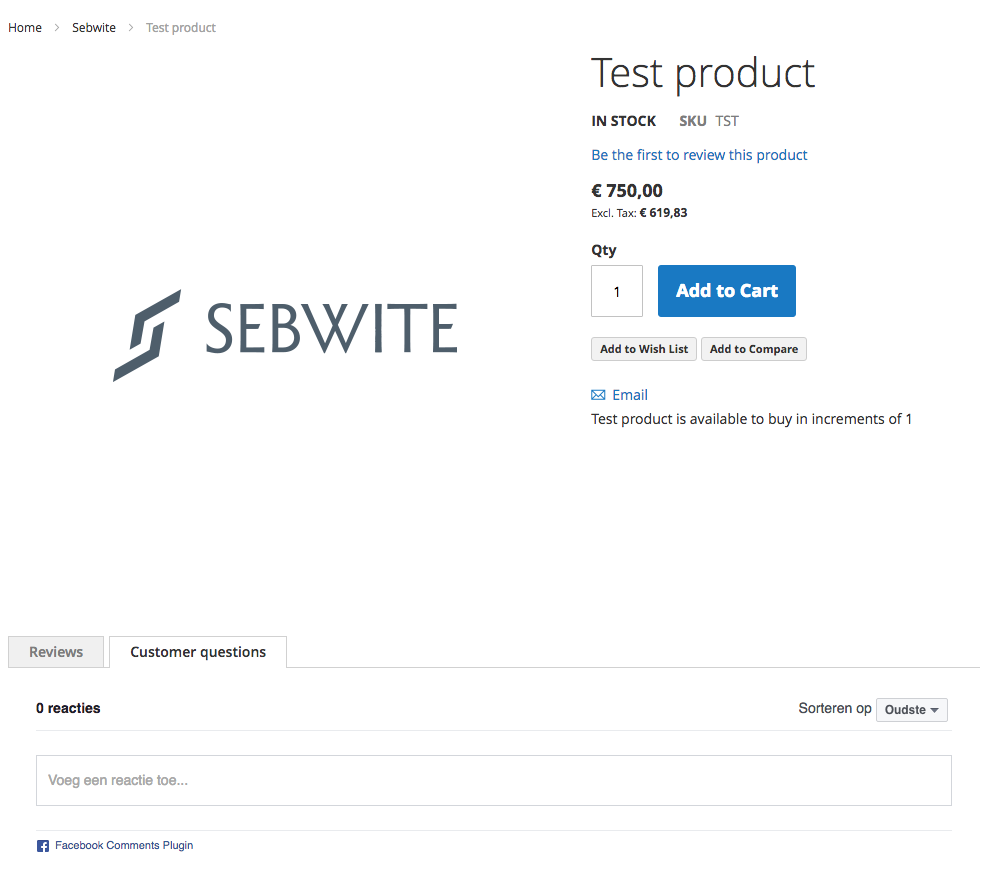 Home > Sebwite > Test product
Test product
IN STOCK SKU TST
Be the first to review this product
€ 750,00
Excl. Tax: € 619,83
Qty
1 Add to Cart
SEBWITE
Add to Wish List Add to Compare
Email
Test product is available to buy in increments of 1
Reviews Customer questions
0 reacties Sorteren op Oudste
Voeg een reactie toe...
Facebook Comments Plugin